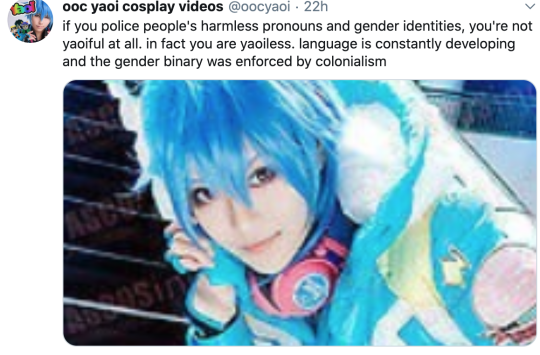 ooc yaoi cosplay videos @oocyaoi · 22h
if you police people's harmless pronouns and gender identities, you're not
yaoiful at all. in fact you are yaoiless. language is constantly developing
and the gender binary was enforced by colonialism